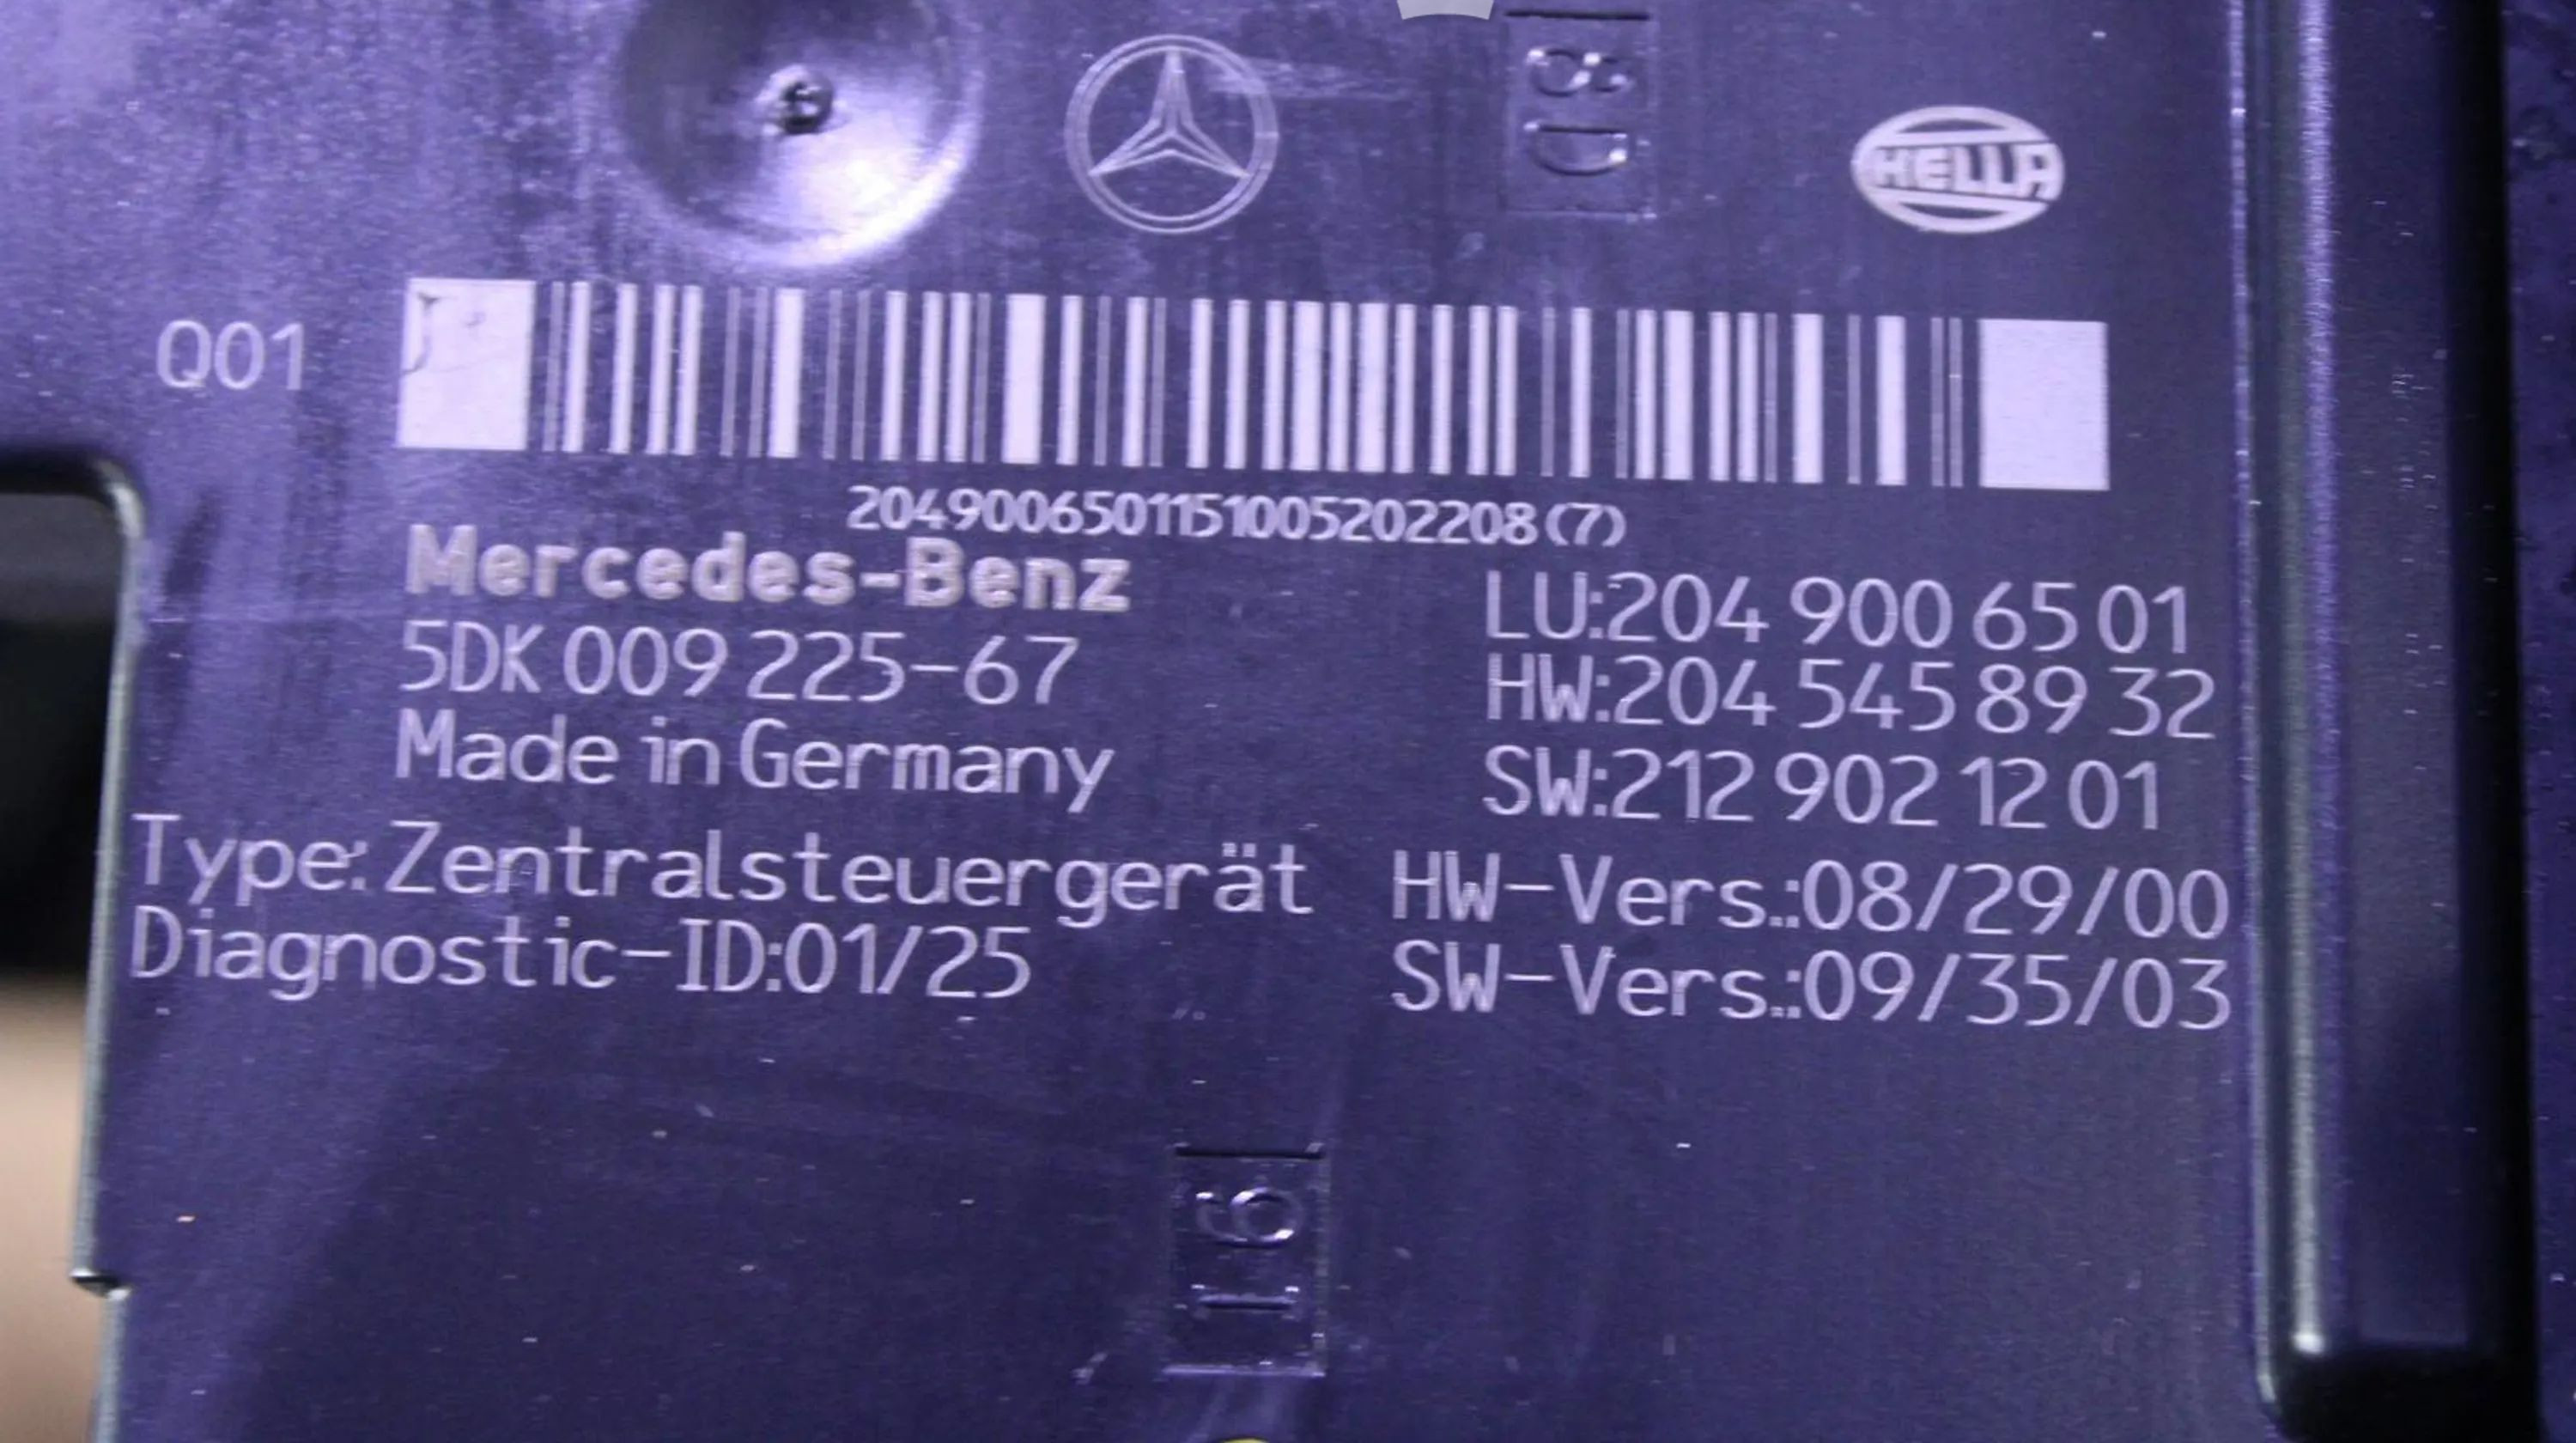 18
HELLA
Q01
2049006501151005202208(7)
Mercedes-Benz
5DK 009 225-67
Made in Germany
Type: Zentralsteuergerät
Diagnostic-ID:01/25
LU:204 900 65 01
HW:204 545 89 32
SW:212 902 12 01
HW-Vers.:08/29/00
SW-Vers.:09/35/03